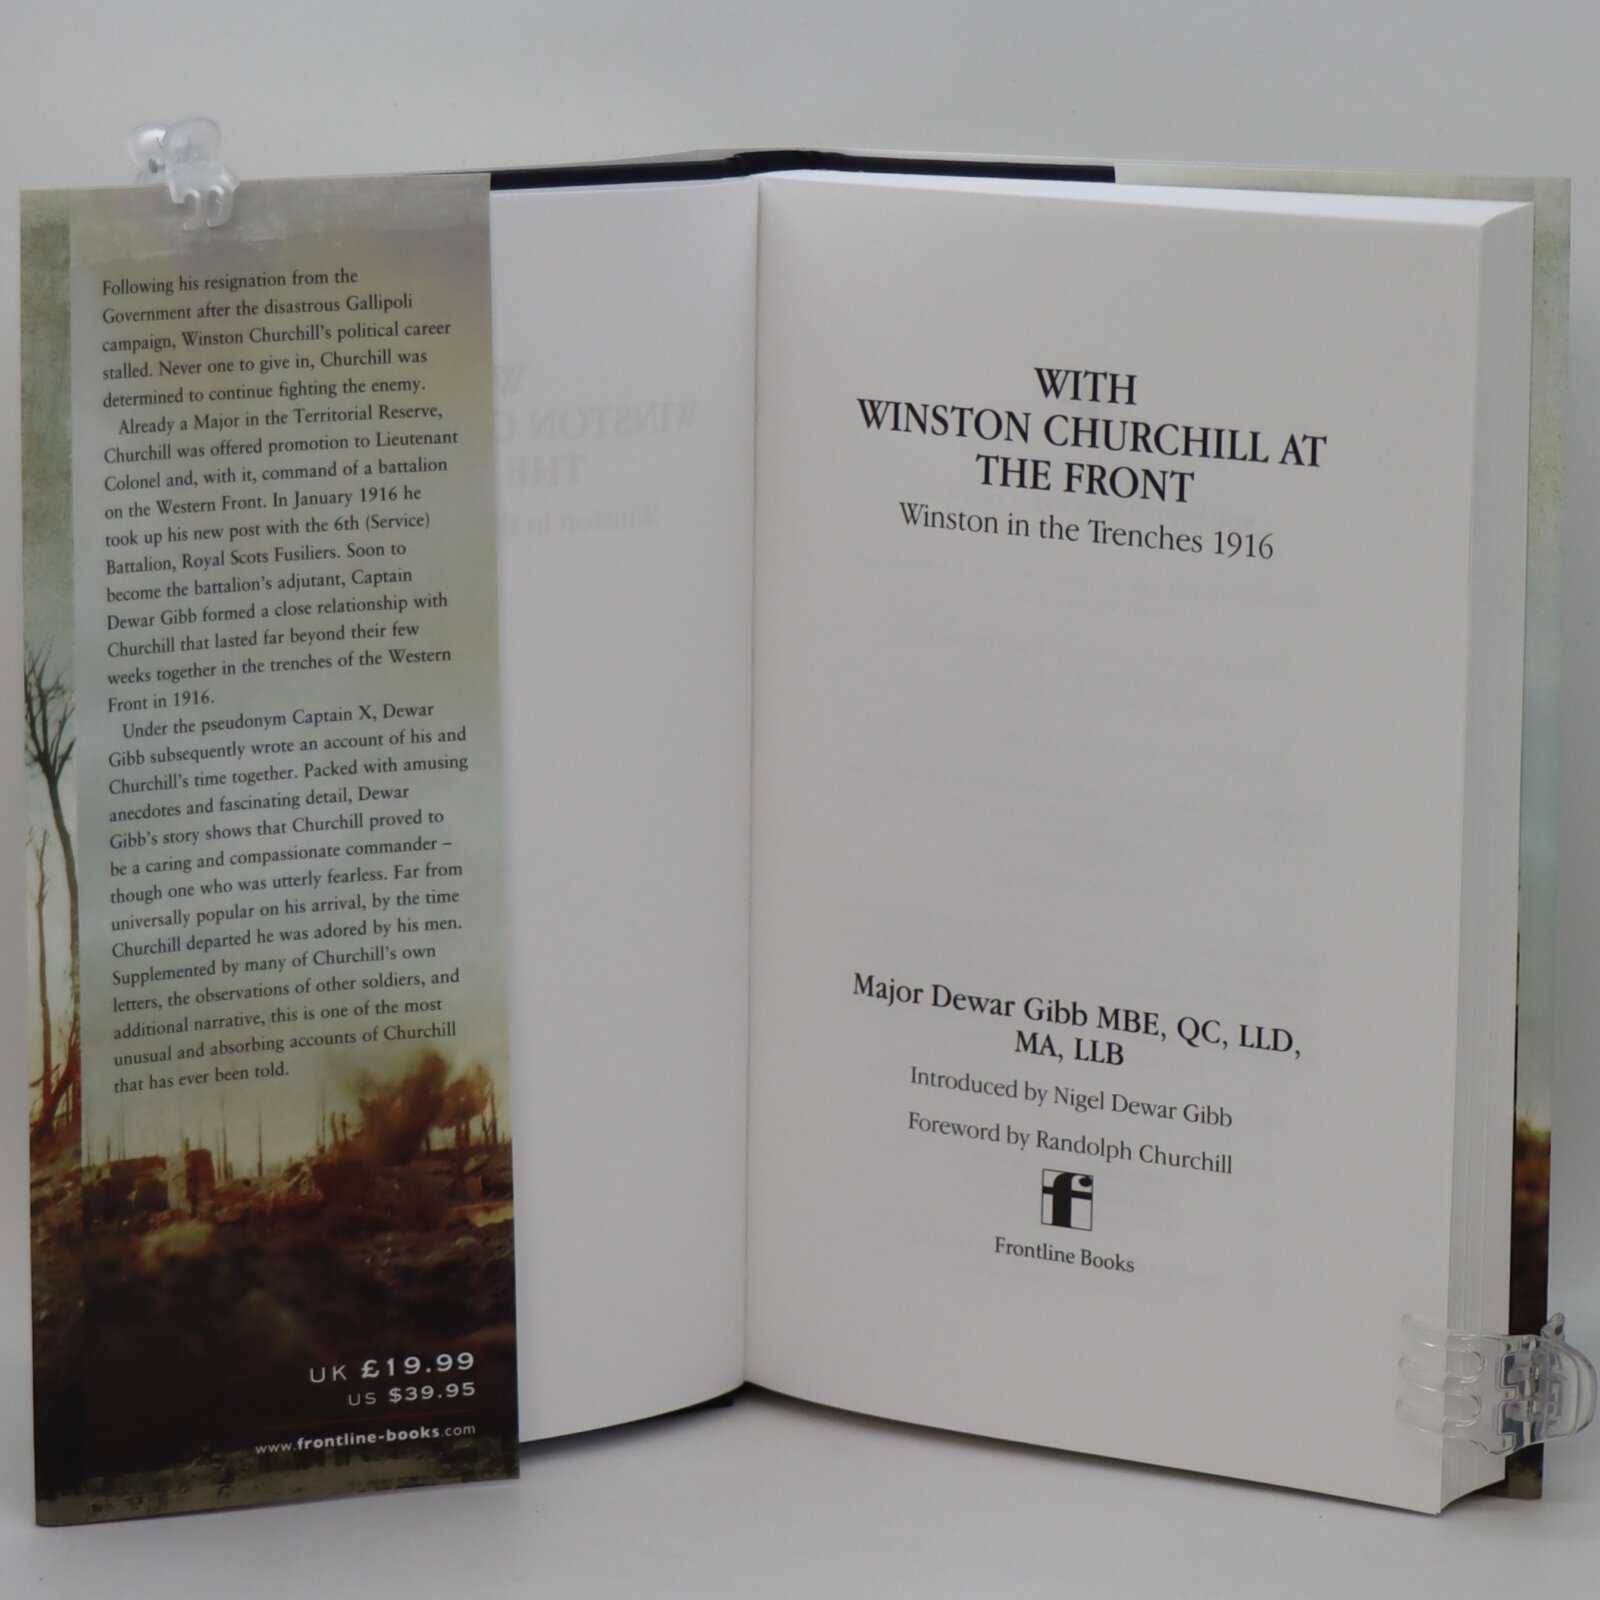 Following his resignation from the
Government after the disastrous Gallipoli
campaign, Winston Churchill's political career
stalled. Never one to give in, Churchill was
determined to continue fighting the enemy.
Already a Major in the Territorial Reserve,
Churchill was offered promotion to Lieutenant
Colonel and, with it, command of a battalion
on the Western Front. In January 1916 he
took up his new post with the 6th (Service)
Battalion, Royal Scots Fusiliers. Soon to
become the battalion's adjutant, Captain
Dewar Gibb formed a close relationship with
Churchill that lasted far beyond their few
weeks together in the trenches of the Western
Front in 1916.
Under the pseudonym Captain X, Dewar
Gibb subsequently wrote an account of his and
Churchill's time together. Packed with amusing
anecdotes and fascinating detail, Dewar
Gibb's story shows that Churchill proved to
be a caring and compassionate commander –
though one who was utterly fearless. Far from
universally popular on his arrival, by the time
Churchill departed he was adored by his men.
Supplemented by many of Churchill's own
letters, the observations of other soldiers, and
additional narrative, this is one of the most
unusual and absorbing accounts of Churchill
that has ever been told.
UK £19.99
US $39.95
www.frontline-books.com
WITH
WINSTON CHURCHILL AT
THE FRONT
Winston in the Trenches 1916
Major Dewar Gibb MBE, QC, LLD,
MA, LLB
Introduced by Nigel Dewar Gibb
Foreword by Randolph Churchill
f
Frontline Books